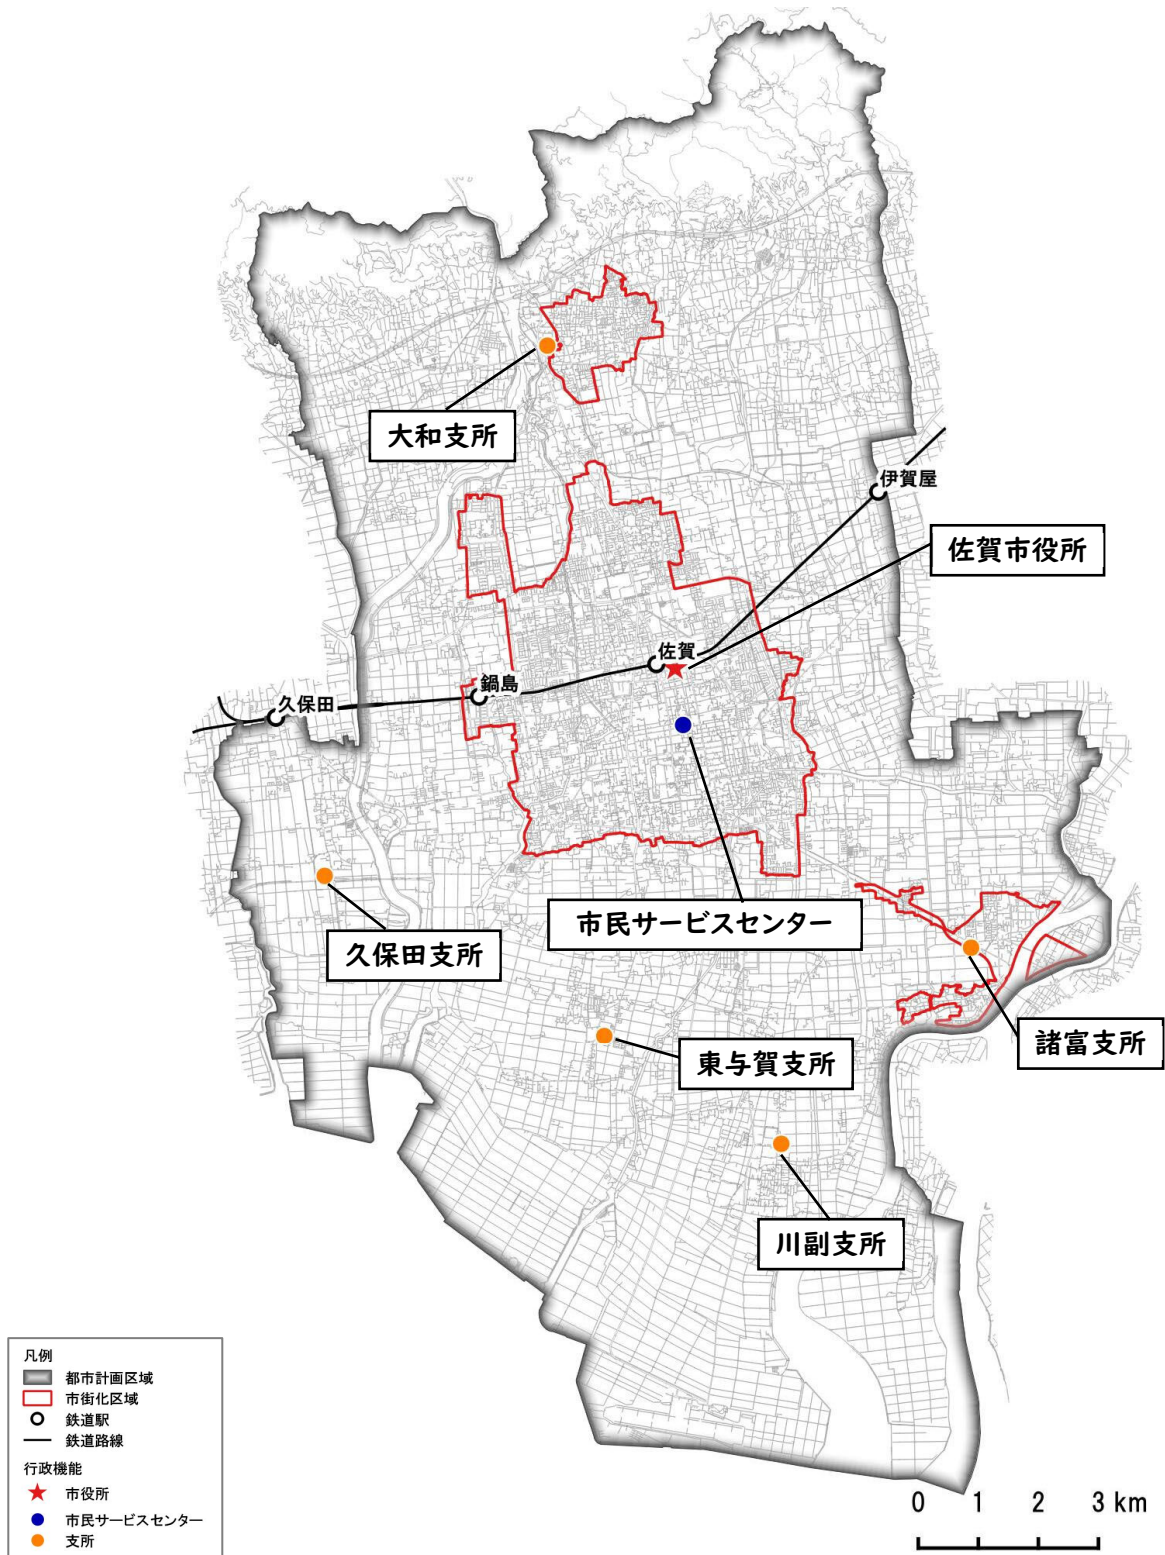 大和支所
伊賀屋
佐賀市役所
佐賀
鍋島
久保田
市民サービスセンター
久保田支所
諸富支所
東与賀支所
川副支所
凡例
都市計画区域
市街化区域
鉄道駅
鉄道路線
行政機能
市役所
市民サービスセンター
支所
0 1 2 3 km